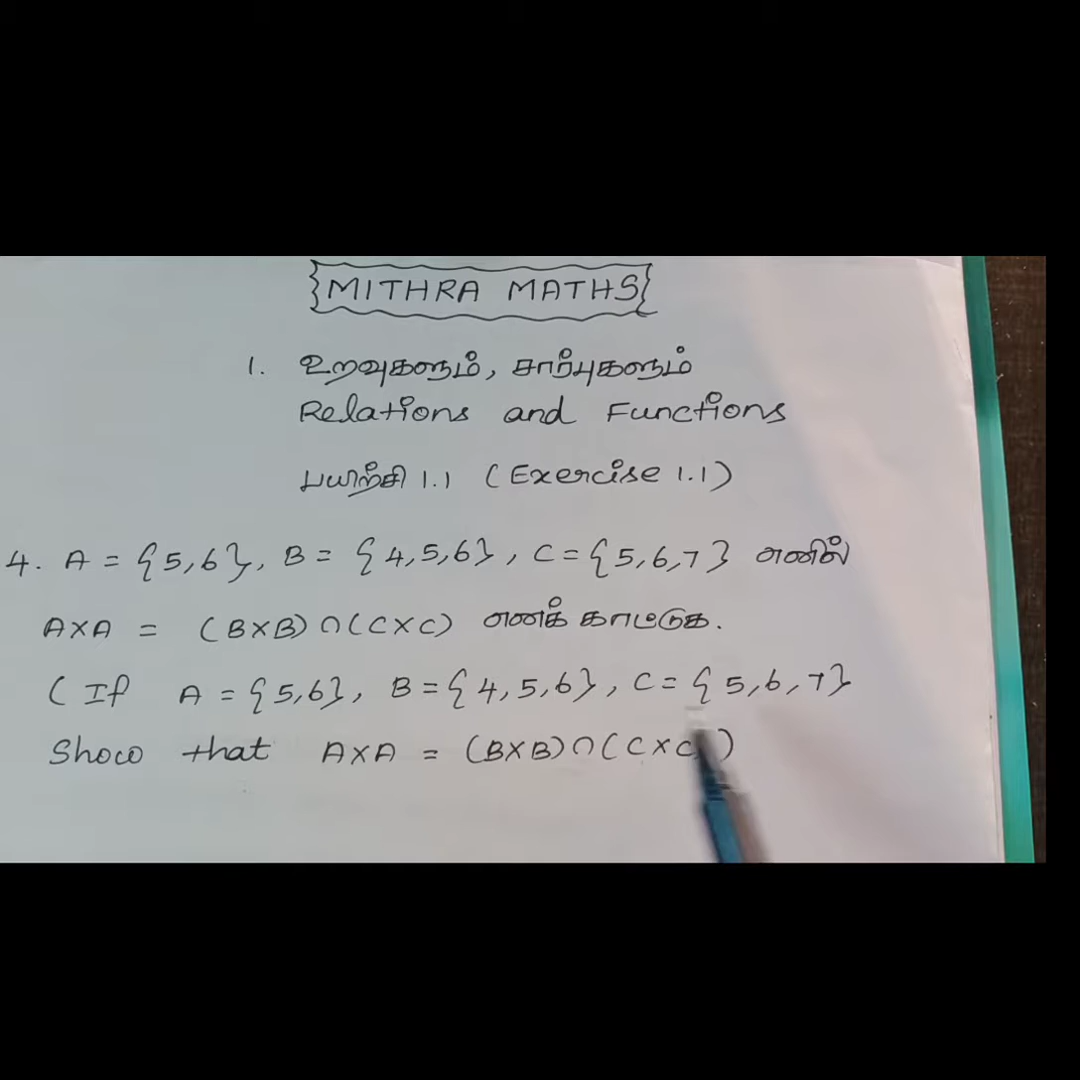 MITHRA MATHS
1. உறவுகளும், சார்புகளும்
Relations and Functions
பயிற்சி 1.1 (Exercise 1.1)
4. A = {5,6}, B = {4,5,6}, C={5,6,7} எனில்
A×A = (B×B)∩(C×C) எனக் காட்டுக.
(If A = {5,6}, B={4,5,6}, C={5,6,7}
Show that A×A = (B×B)∩(C×C)